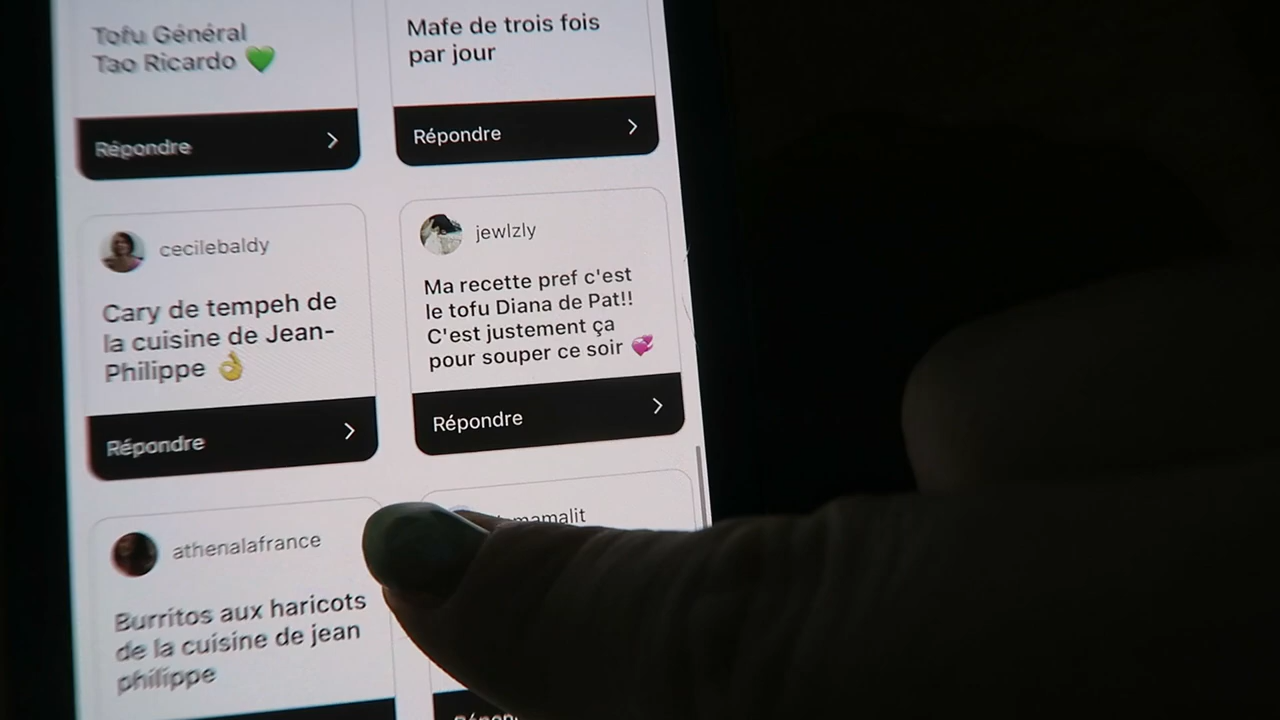 Tofu Général
Tao Ricardo 💚
Répondre
Mafe de trois fois
par jour
Répondre
cecilebaldy
Cary de tempeh de
la cuisine de Jean-
Philippe 👌
Répondre
jewlzly
Ma recette pref c'est
le tofu Diana de Pat!!
C'est justement ça
pour souper ce soir 💞
Répondre
athenalafrance
Burritos aux haricots
de la cuisine de jean
philippe